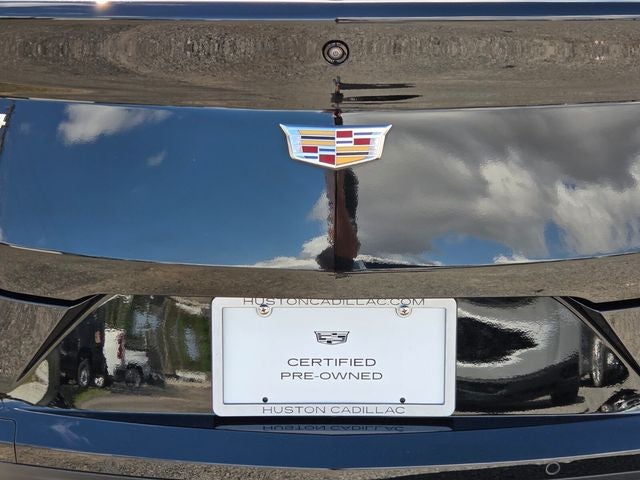 HUSTONCADILLAC.COM
CERTIFIED
PRE-OWNED
HUSTON CADILLAC